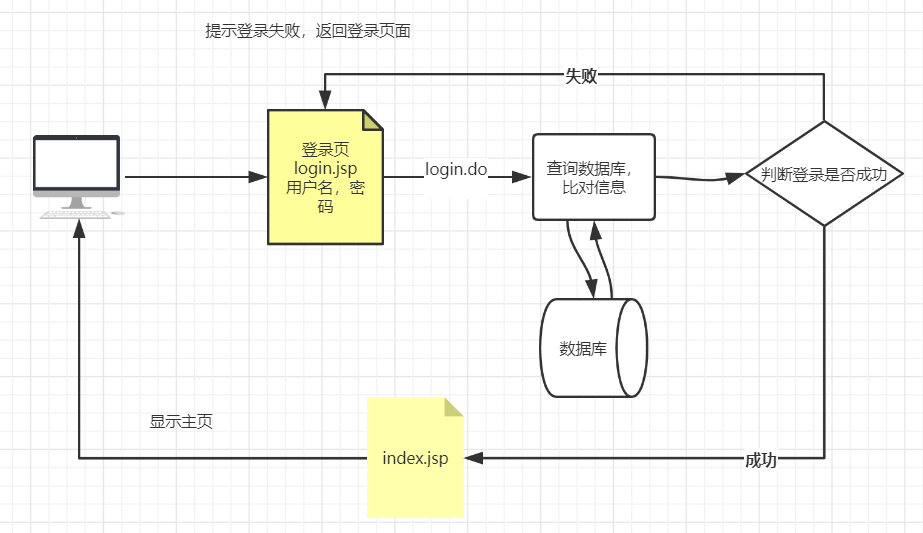 提示登录失败，返回登录页面
失败
登录页
login.jsp
用户名，密
码
login.do
查询数据库，
比对信息
判断登录是否成功
数据库
显示主页
index.jsp
成功